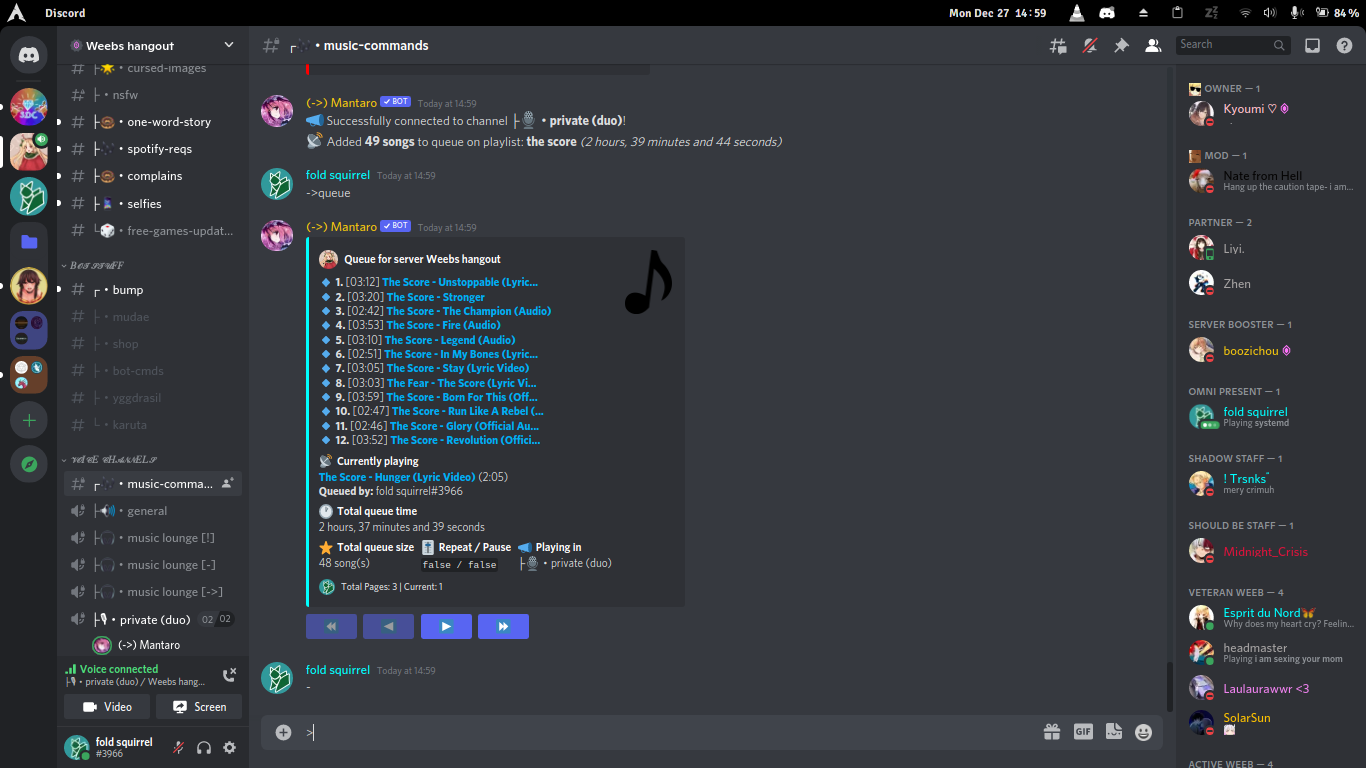 Discord
Mon Dec 27 14:59
84 %
Weebs hangout
cursed-images
nsfw
one-word-story
spotify-reqs
complains
selfies
free-games-updat...
BOT STUFF
bump
mudae
shop
bot-cmds
yggdrasil
karuta
VOICE CHANNELS
music-comma...
general
music lounge [!]
music lounge [-]
music lounge [->]
private (duo) 02 02
(->) Mantaro
Voice connected
private (duo) / Weebs hang...
Video
Screen
fold squirrel
#3966
• music-commands
Search
(->) Mantaro BOT Today at 14:59
Successfully connected to channel ├ • private (duo)!
Added 49 songs to queue on playlist: the score (2 hours, 39 minutes and 44 seconds)
fold squirrel Today at 14:59
->queue
(->) Mantaro BOT Today at 14:59
Queue for server Weebs hangout
1. [03:12] The Score - Unstoppable (Lyric...
2. [03:20] The Score - Stronger
3. [02:42] The Score - The Champion (Audio)
4. [03:53] The Score - Fire (Audio)
5. [03:10] The Score - Legend (Audio)
6. [02:51] The Score - In My Bones (Lyric...
7. [03:05] The Score - Stay (Lyric Video)
8. [03:03] The Fear - The Score (Lyric Vi...
9. [03:59] The Score - Born For This (Off...
10. [02:47] The Score - Run Like A Rebel (...
11. [02:46] The Score - Glory (Official Au...
12. [03:52] The Score - Revolution (Offici...
Currently playing
The Score - Hunger (Lyric Video) (2:05)
Queued by: fold squirrel#3966
Total queue time
2 hours, 37 minutes and 39 seconds
Total queue size
48 song(s)
Repeat / Pause
false / false
Playing in
├ • private (duo)
Total Pages: 3 | Current: 1
fold squirrel Today at 14:59
-
>
GIF
OWNER — 1
Kyoumi ♡
MOD — 1
Nate from Hell
Hang up the caution tape- i am...
PARTNER — 2
Liyi.
Zhen
SERVER BOOSTER — 1
boozichou
OMNI PRESENT — 1
fold squirrel
Playing systemd
SHADOW STAFF — 1
! Trsnks"
mery crimuh
SHOULD BE STAFF — 1
Midnight_Crisis
VETERAN WEEB — 4
Esprit du Nord
Why does my heart cry? Feelin...
headmaster
Playing i am sexing your mom
Laulaurawwr <3
SolarSun
ACTIVE WEEB — 4